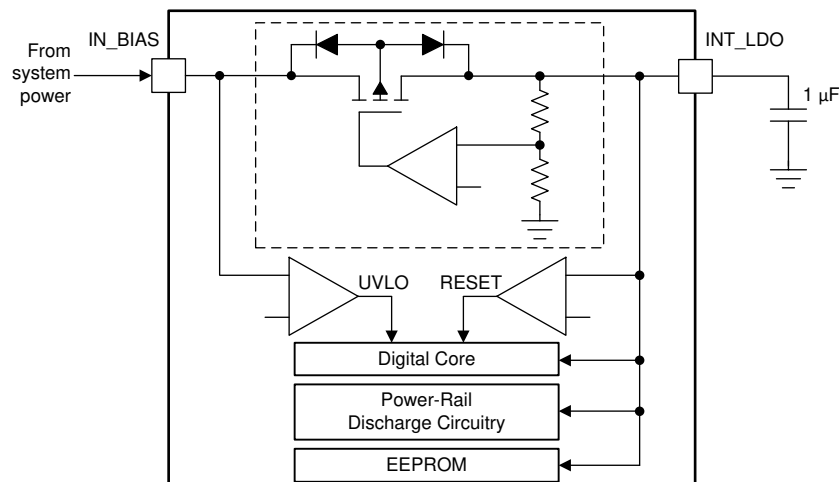 IN_BIAS
INT_LDO
From
system
power
1 µF
UVLO
RESET
Digital Core
Power-Rail
Discharge Circuitry
EEPROM